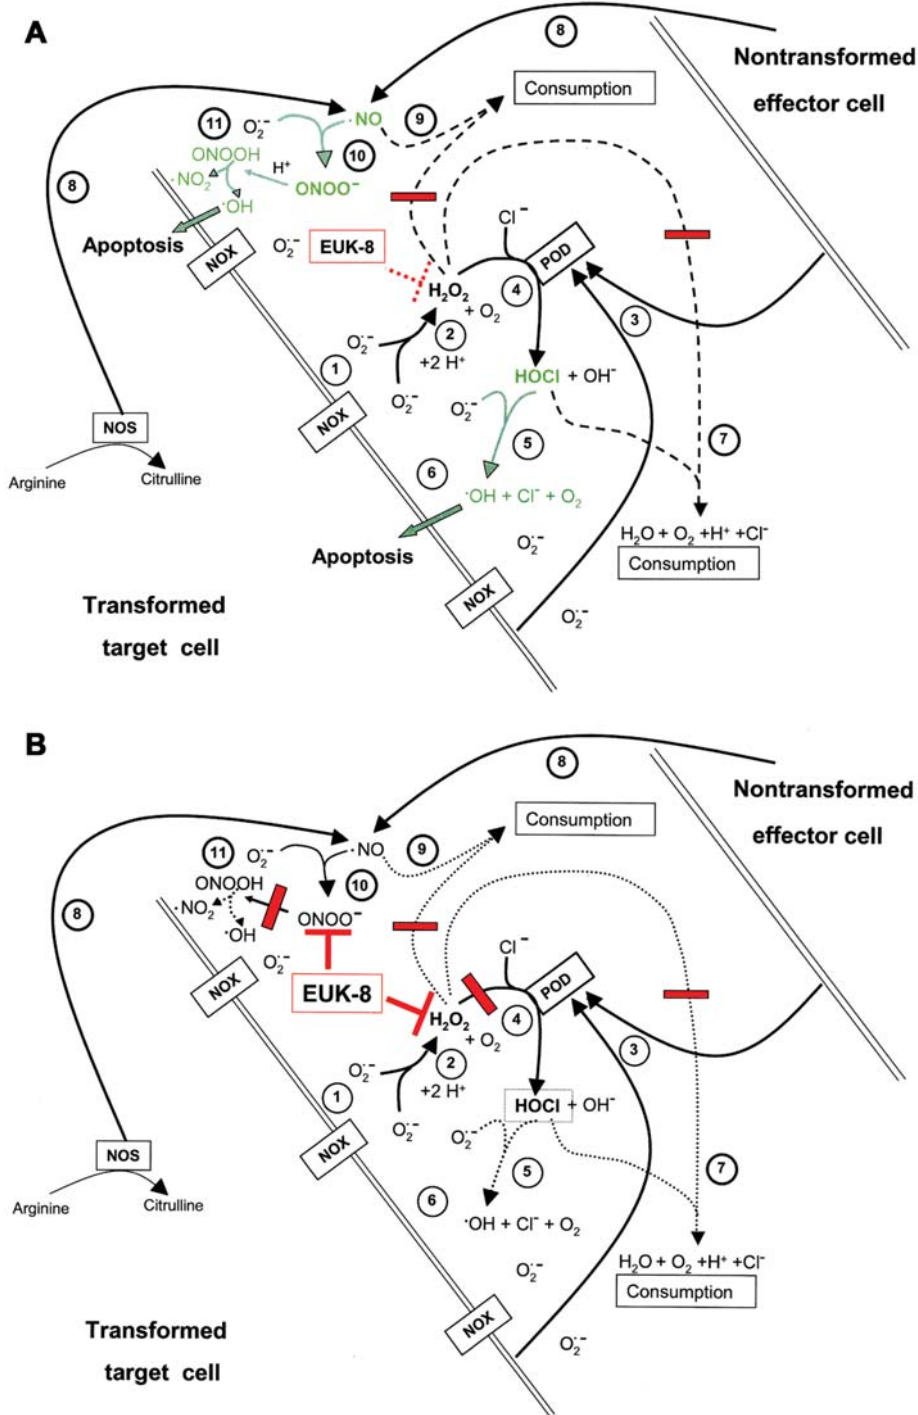 A
8
Nontransformed
effector cell
Consumption
11
O₂·⁻
·NO
9
ONOOH
10
H⁺
·NO₂
ONOO⁻
8
·OH
Cl⁻
Apoptosis
O₂·⁻
EUK-8
NOX
POD
H₂O₂
4
+ O₂
3
2
O₂·⁻
+2 H⁺
1
HOCl + OH⁻
O₂·⁻
O₂·⁻
NOX
NOS
5
7
6
Arginine
Citrulline
·OH + Cl⁻ + O₂
H₂O + O₂ +H⁺ +Cl⁻
O₂·⁻
Apoptosis
Consumption
NOX
Transformed
target cell
O₂·⁻
B
8
Nontransformed
effector cell
Consumption
11
O₂·⁻
·NO
9
ONOOH
10
·NO₂
ONOO⁻
8
·OH
Cl⁻
O₂·⁻
NOX
EUK-8
POD
H₂O₂
4
+ O₂
3
2
O₂·⁻
+2 H⁺
1
HOCl + OH⁻
O₂·⁻
O₂·⁻
NOX
NOS
5
7
6
Arginine
Citrulline
·OH + Cl⁻ + O₂
H₂O + O₂ +H⁺ +Cl⁻
O₂·⁻
Consumption
NOX
Transformed
target cell
O₂·⁻